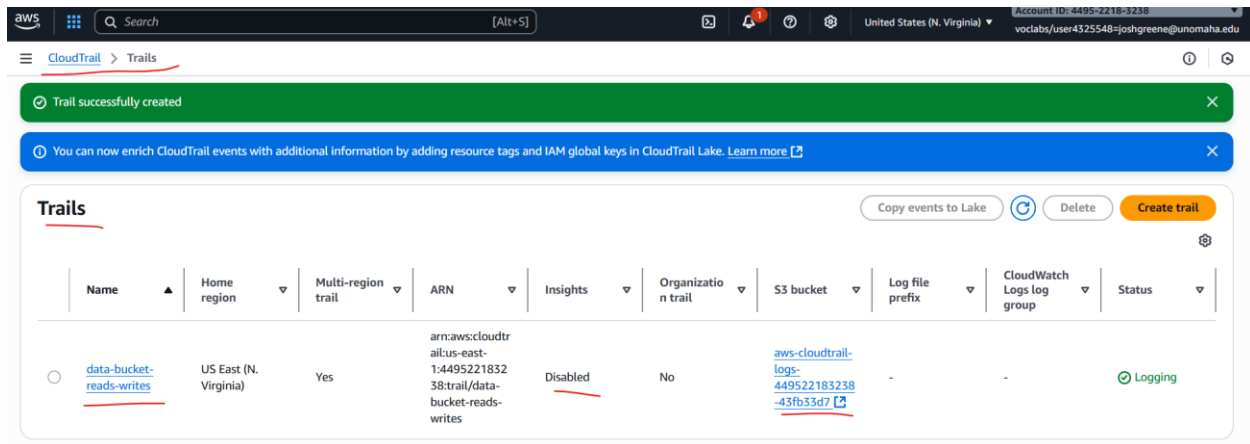 aws
Search
[Alt+S]
1
United States (N. Virginia)
Account ID: 4495-2218-3238
voclabs/user4325548=joshgreene@unomaha.edu
CloudTrail > Trails
Trail successfully created
You can now enrich CloudTrail events with additional information by adding resource tags and IAM global keys in CloudTrail Lake. Learn more
Trails
Copy events to Lake
Delete
Create trail
Name
Home
region
Multi-region
trail
ARN
Insights
Organizatio
n trail
S3 bucket
Log file
prefix
CloudWatch
Logs log
group
Status
data-bucket-
reads-writes
US East (N.
Virginia)
Yes
arn:aws:cloudtr
ail:us-east-
1:4495221832
38:trail/data-
bucket-reads-
writes
Disabled
No
aws-cloudtrail-
logs-
449522183238
-43fb33d7
-
-
Logging